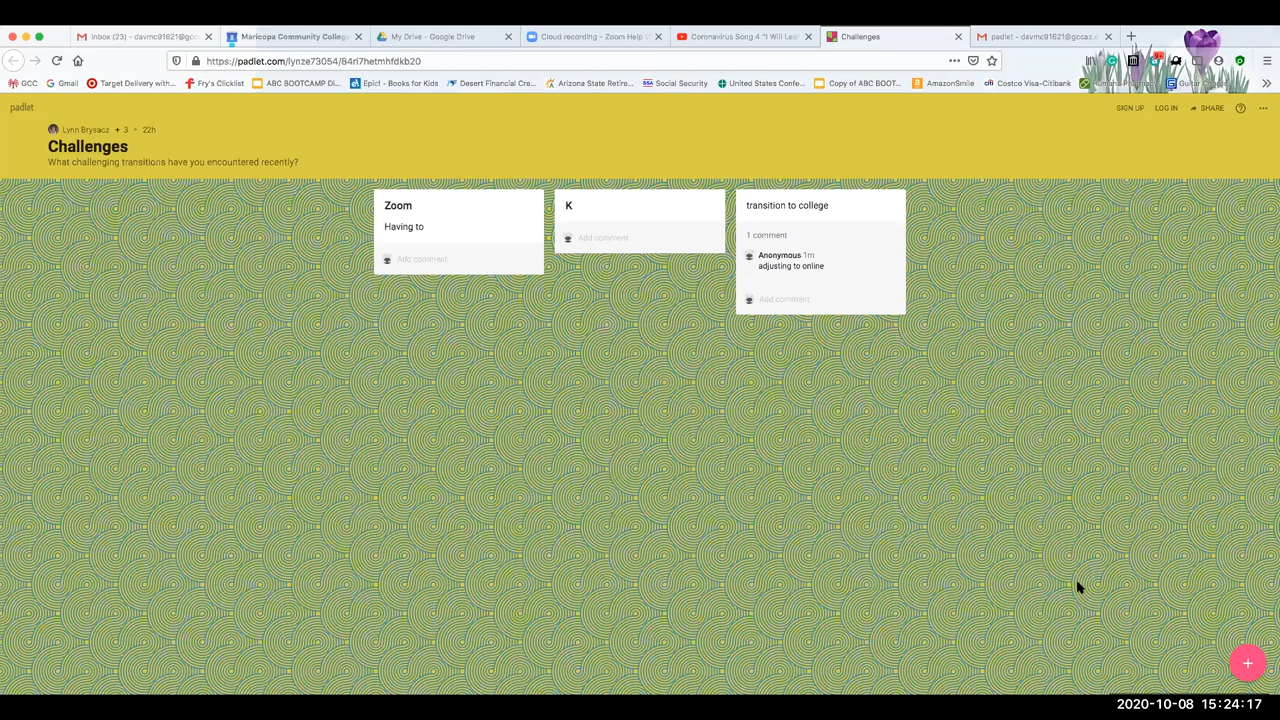 Inbox (23) - davmc91621@gcc
Maricopa Community College
My Drive - Google Drive
Cloud recording – Zoom Help C
Coronavirus Song 4 "I Will Lea
Challenges
padlet - davmc91621@gccaz.e
https://padlet.com/lynze73054/84ri7hetmhfdkb20
GCC
Gmail
Target Delivery with...
Fry's Clicklist
ABC BOOTCAMP Di...
Epic! - Books for Kids
Desert Financial Cre...
Arizona State Retire...
Social Security
United States Confe...
Copy of ABC BOOT...
AmazonSmile
Costco Visa-Citibank
padlet
SIGN UP
LOG IN
SHARE
Lynn Brysacz + 3 • 22h
Challenges
What challenging transitions have you encountered recently?
Zoom
Having to
Add comment
K
Add comment
transition to college
1 comment
Anonymous 1m
adjusting to online
Add comment
2020-10-08 15:24:17